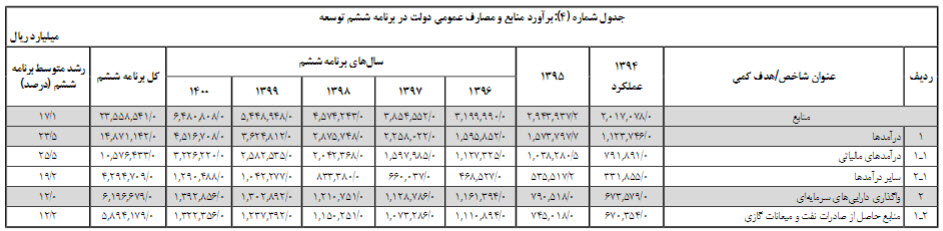 جدول شماره (۴): برآورد منابع و مصارف عمومی دولت در برنامه ششم توسعه
میلیارد ریال
ردیف عنوان شاخص/هدف کمی ۱۳۹۴ عملکرد ۱۳۹۵ سال‌های برنامه ششم کل برنامه ششم رشد متوسط برنامه ششم (درصد)
۱۳۹۶ ۱۳۹۷ ۱۳۹۸ ۱۳۹۹ ۱۴۰۰
منابع ۲,۰۱۷,۰۷۸/۰ ۲,۹۴۳,۹۳۷/۲ ۳,۱۹۹,۹۹۰/۰ ۳,۸۵۴,۵۵۲/۰ ۴,۵۷۴,۲۴۳/۰ ۵,۴۴۸,۹۴۸/۰ ۶,۴۸۰,۸۰۸/۰ ۲۳,۵۵۸,۵۴۱/۰ ۱۷/۱
۱ درآمدها ۱,۱۲۳,۷۴۶/۰ ۱,۵۷۳,۷۹۷/۷ ۱,۵۹۵,۸۵۲/۰ ۲,۲۵۸,۰۲۲/۰ ۲,۸۷۵,۷۴۸/۰ ۳,۶۲۴,۸۱۲/۰ ۴,۵۱۶,۷۰۸/۰ ۱۴,۸۷۱,۱۴۲/۰ ۲۳/۵
۱ـ۱ درآمدهای مالیاتی ۷۹۱,۸۹۱/۰ ۱,۰۳۸,۲۸۰/۵ ۱,۱۲۷,۳۲۵/۰ ۱,۵۹۷,۹۸۵/۰ ۲,۰۴۲,۳۶۸/۰ ۲,۵۸۲,۵۳۵/۰ ۳,۲۲۶,۲۲۰/۰ ۱۰,۵۷۶,۴۳۳/۰ ۲۵/۵
۱ـ۲ سایر درآمدها ۳۳۱,۸۵۵/۰ ۵۳۵,۵۱۷/۲ ۴۶۸,۵۲۷/۰ ۶۶۰,۰۳۷/۰ ۸۳۳,۳۸۰/۰ ۱,۰۴۲,۲۷۷/۰ ۱,۲۹۰,۴۸۸/۰ ۴,۲۹۴,۷۰۹/۰ ۱۹/۲
۲ واگذاری دارایی‌های سرمایه‌ای ۶۷۳,۵۷۹/۰ ۷۹۰,۵۱۸/۰ ۱,۱۶۱,۳۹۴/۰ ۱,۱۲۸,۷۸۶/۰ ۱,۲۱۰,۷۵۱/۰ ۱,۳۰۲,۸۹۲/۰ ۱,۳۹۲,۸۵۶/۰ ۶,۱۹۶,۶۷۹/۰ ۱۲/۰
۲ـ۱ منابع حاصل از صادرات نفت و میعانات گازی ۶۷۰,۳۵۴/۰ ۷۴۵,۰۱۸/۰ ۱,۱۱۰,۸۹۴/۰ ۱,۰۷۳,۲۸۶/۰ ۱,۱۵۰,۲۵۱/۰ ۱,۲۳۷,۳۹۲/۰ ۱,۳۲۲,۳۵۶/۰ ۵,۸۹۴,۱۷۹/۰ ۱۲/۲